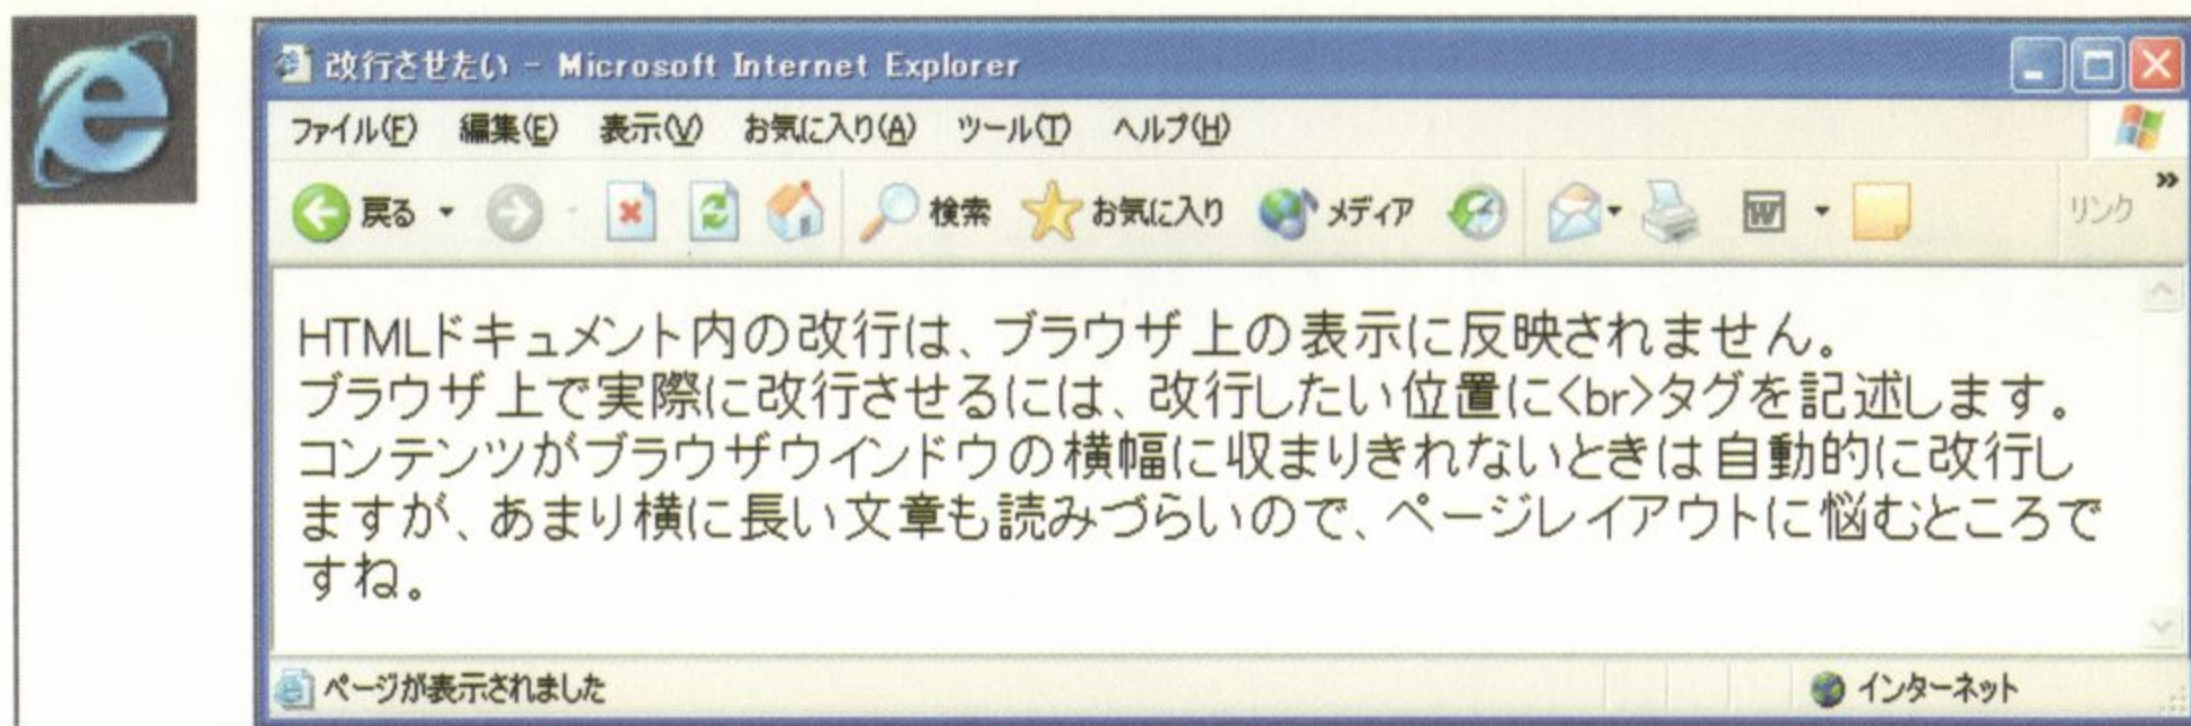 改行させたい - Microsoft Internet Explorer
ファイル(F) 編集(E) 表示(V) お気に入り(A) ツール(T) ヘルプ(H)
戻る 検索 お気に入り メディア リンク »
HTMLドキュメント内の改行は、ブラウザ上の表示に反映されません。
ブラウザ上で実際に改行させるには、改行したい位置に<br>タグを記述します。
コンテンツがブラウザウインドウの横幅に収まりきれないときは自動的に改行し
ますが、あまり横に長い文章も読みづらいので、ページレイアウトに悩むところで
すね。
ページが表示されました インターネット